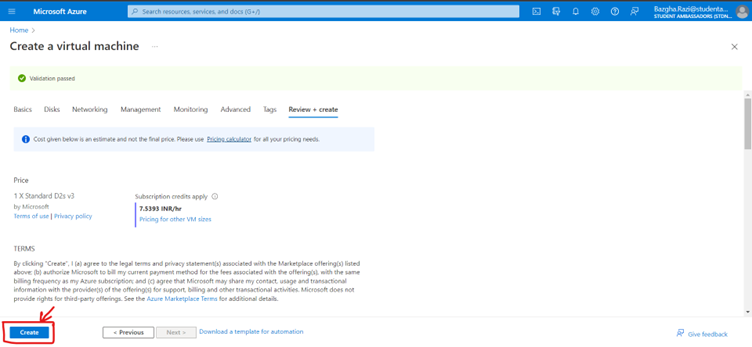 Microsoft Azure
Search resources, services, and docs (G+/)
Bazgha.Razi@studenta...
STUDENT AMBASSADORS (STON...
Home >
Create a virtual machine ...
Validation passed
Basics Disks Networking Management Monitoring Advanced Tags Review + create
Cost given below is an estimate and not the final price. Please use Pricing calculator for all your pricing needs.
Price
1 X Standard D2s v3
by Microsoft
Terms of use | Privacy policy
Subscription credits apply
7.5393 INR/hr
Pricing for other VM sizes
TERMS
By clicking "Create", I (a) agree to the legal terms and privacy statement(s) associated with the Marketplace offering(s) listed
above; (b) authorize Microsoft to bill my current payment method for the fees associated with the offering(s), with the same
billing frequency as my Azure subscription; and (c) agree that Microsoft may share my contact, usage and transactional
information with the provider(s) of the offering(s) for support, billing and other transactional activities. Microsoft does not
provide rights for third-party offerings. See the Azure Marketplace Terms for additional details.
Create
< Previous
Next >
Download a template for automation
Give feedback